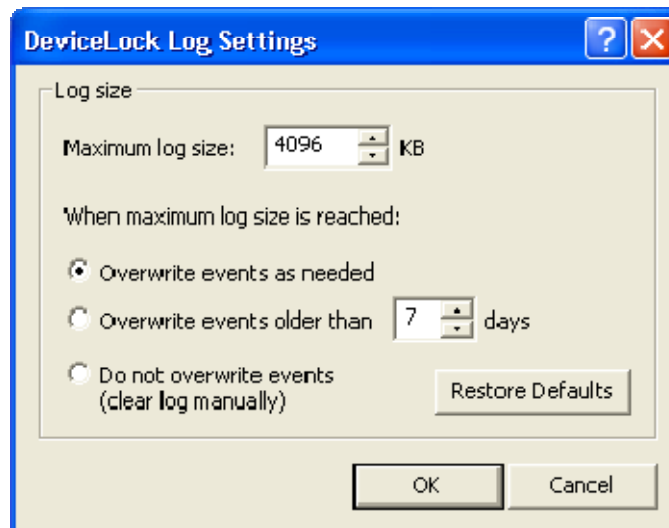 DeviceLock Log Settings
Log size
Maximum log size: 4096 KB
When maximum log size is reached:
Overwrite events as needed
Overwrite events older than 7 days
Do not overwrite events
(clear log manually)
Restore Defaults
OK Cancel